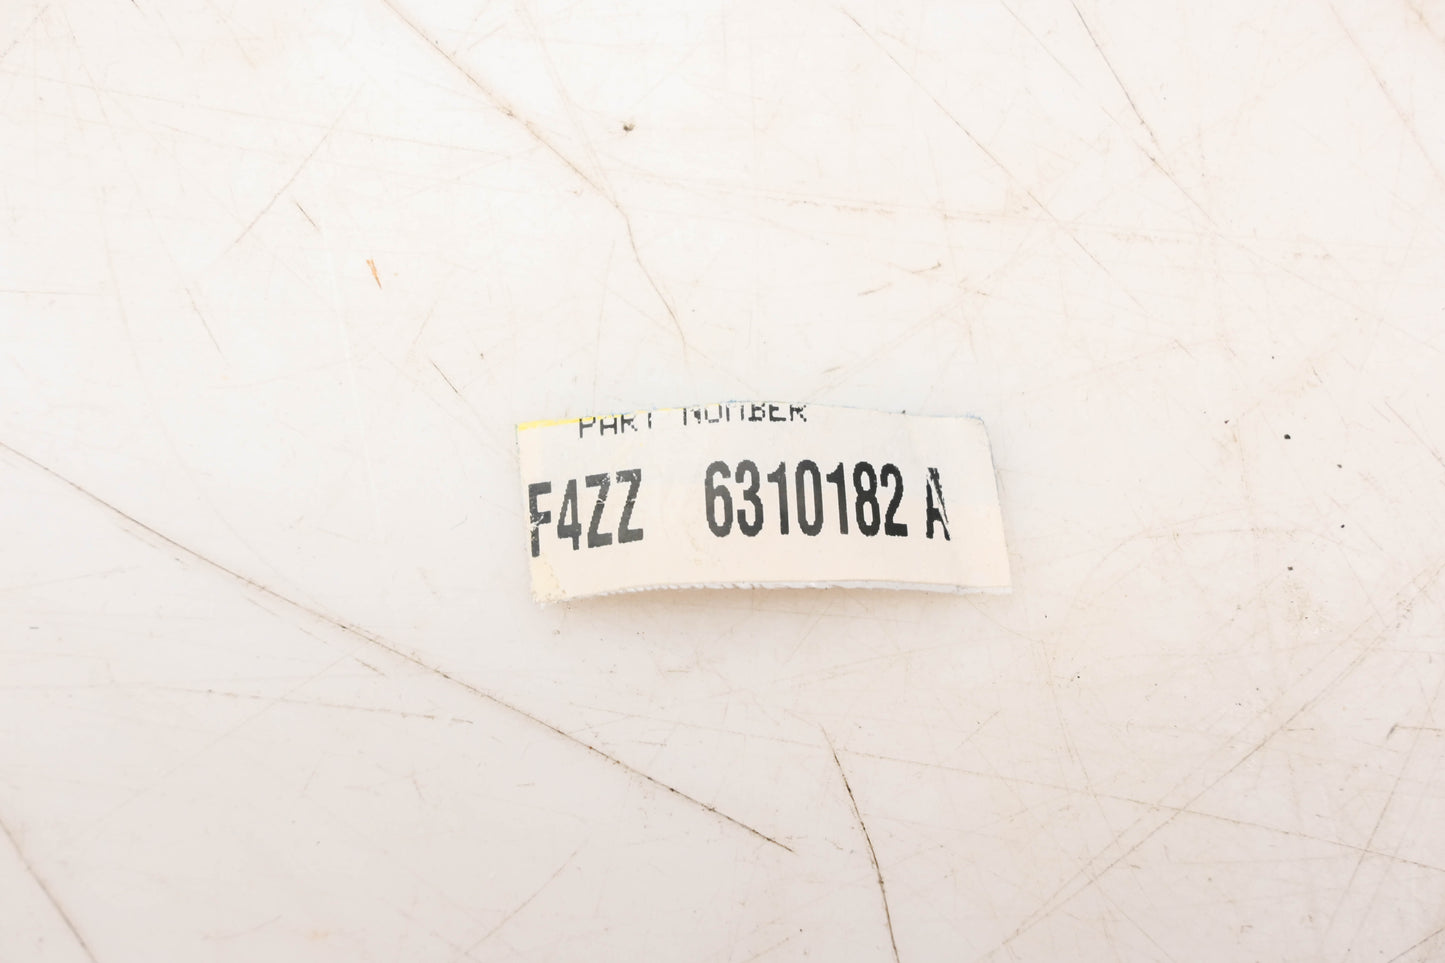 PART NUMBER
F4ZZ 6310182 A